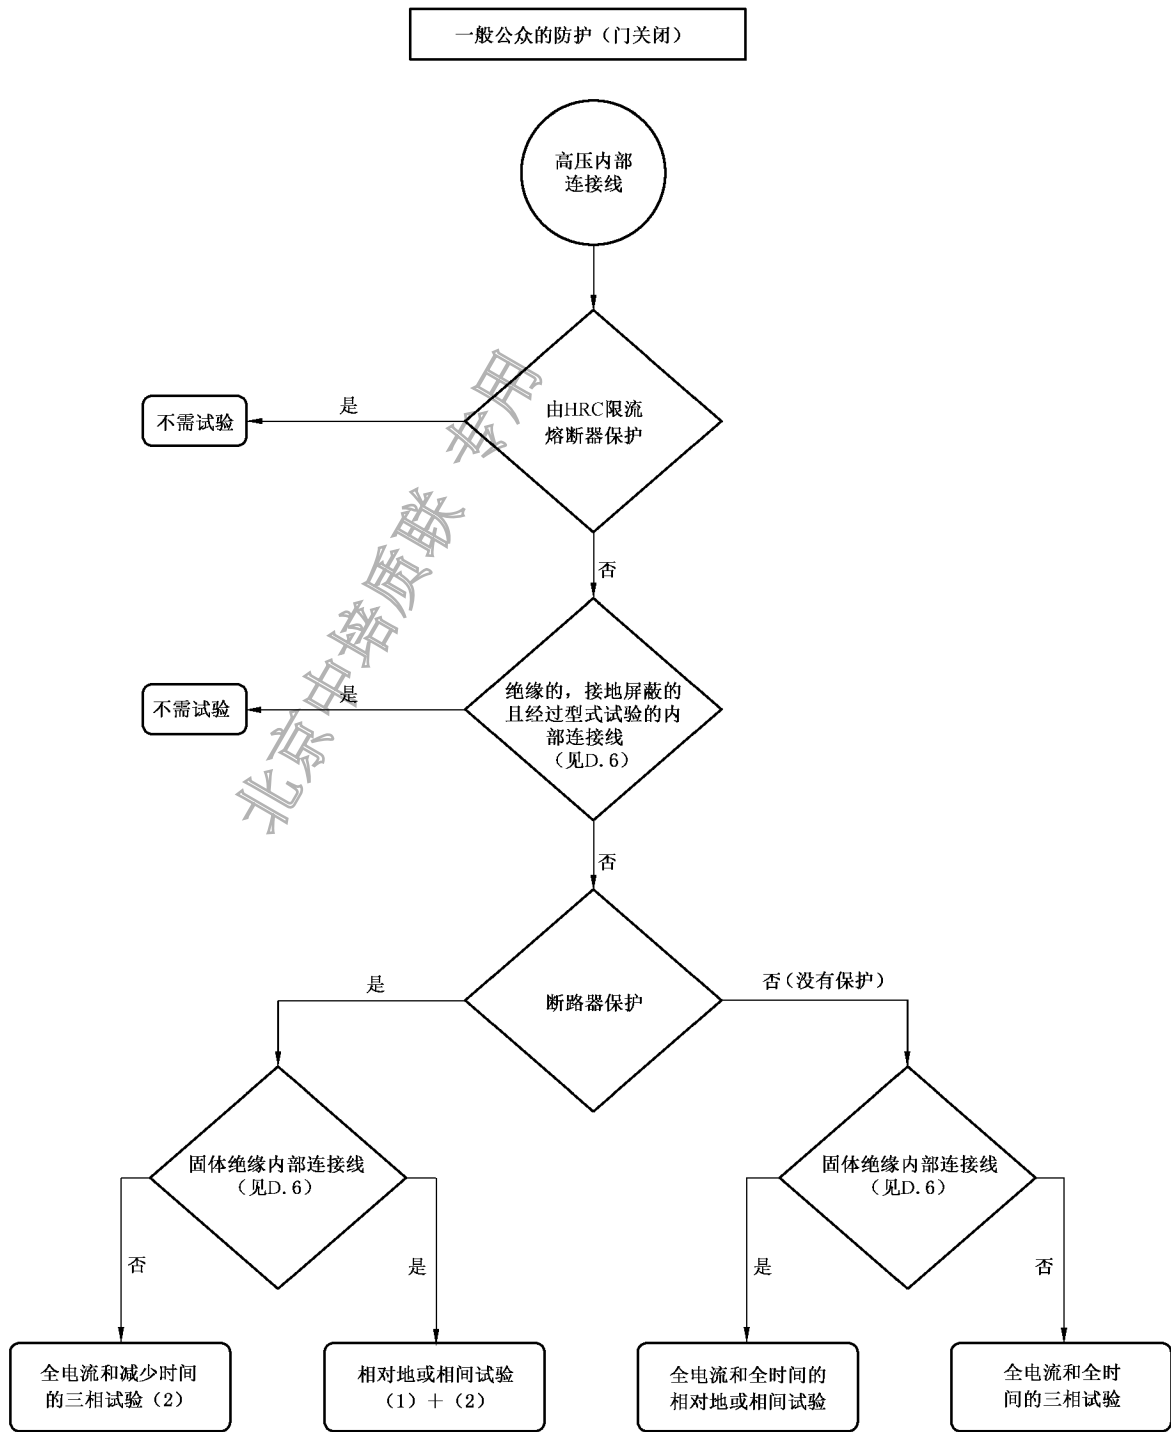 一般公众的防护（门关闭）
高压内部
连接线
由HRC限流
熔断器保护
是
不需试验
否
绝缘的，接地屏蔽的
且经过型式试验的内
部连接线
（见D.6）
是
不需试验
否
断路器保护
是
否（没有保护）
固体绝缘内部连接线
（见D.6）
固体绝缘内部连接线
（见D.6）
否
是
是
否
全电流和减少时间
的三相试验（2）
相对地或相间试验
（1）＋（2）
全电流和全时间的
相对地或相间试验
全电流和全时
间的三相试验
北京中培质联 专用